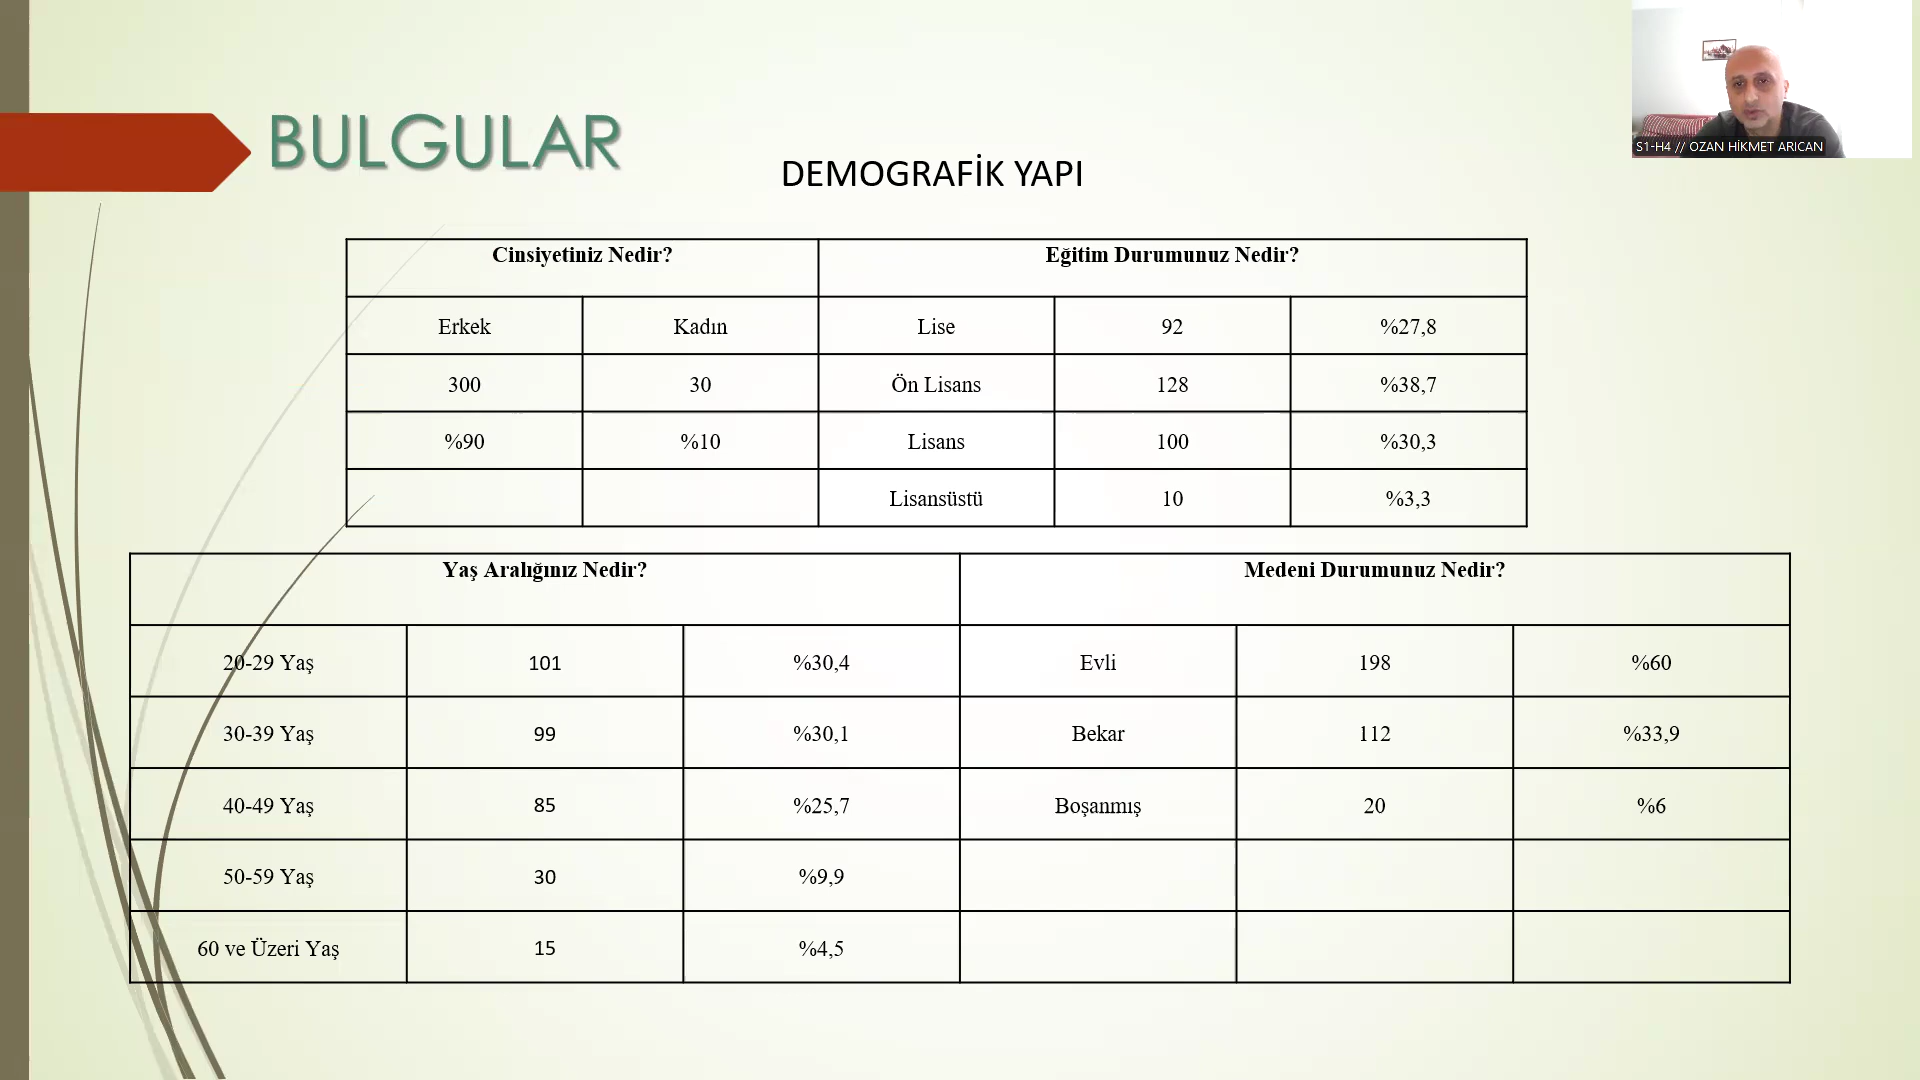 BULGULAR
DEMOGRAFİK YAPI
S1-H4 // OZAN HİKMET ARICAN
Cinsiyetiniz Nedir? Eğitim Durumunuz Nedir?
Erkek Kadın Lise 92 %27,8
300 30 Ön Lisans 128 %38,7
%90 %10 Lisans 100 %30,3
Lisansüstü 10 %3,3
Yaş Aralığınız Nedir? Medeni Durumunuz Nedir?
20-29 Yaş 101 %30,4 Evli 198 %60
30-39 Yaş 99 %30,1 Bekar 112 %33,9
40-49 Yaş 85 %25,7 Boşanmış 20 %6
50-59 Yaş 30 %9,9
60 ve Üzeri Yaş 15 %4,5